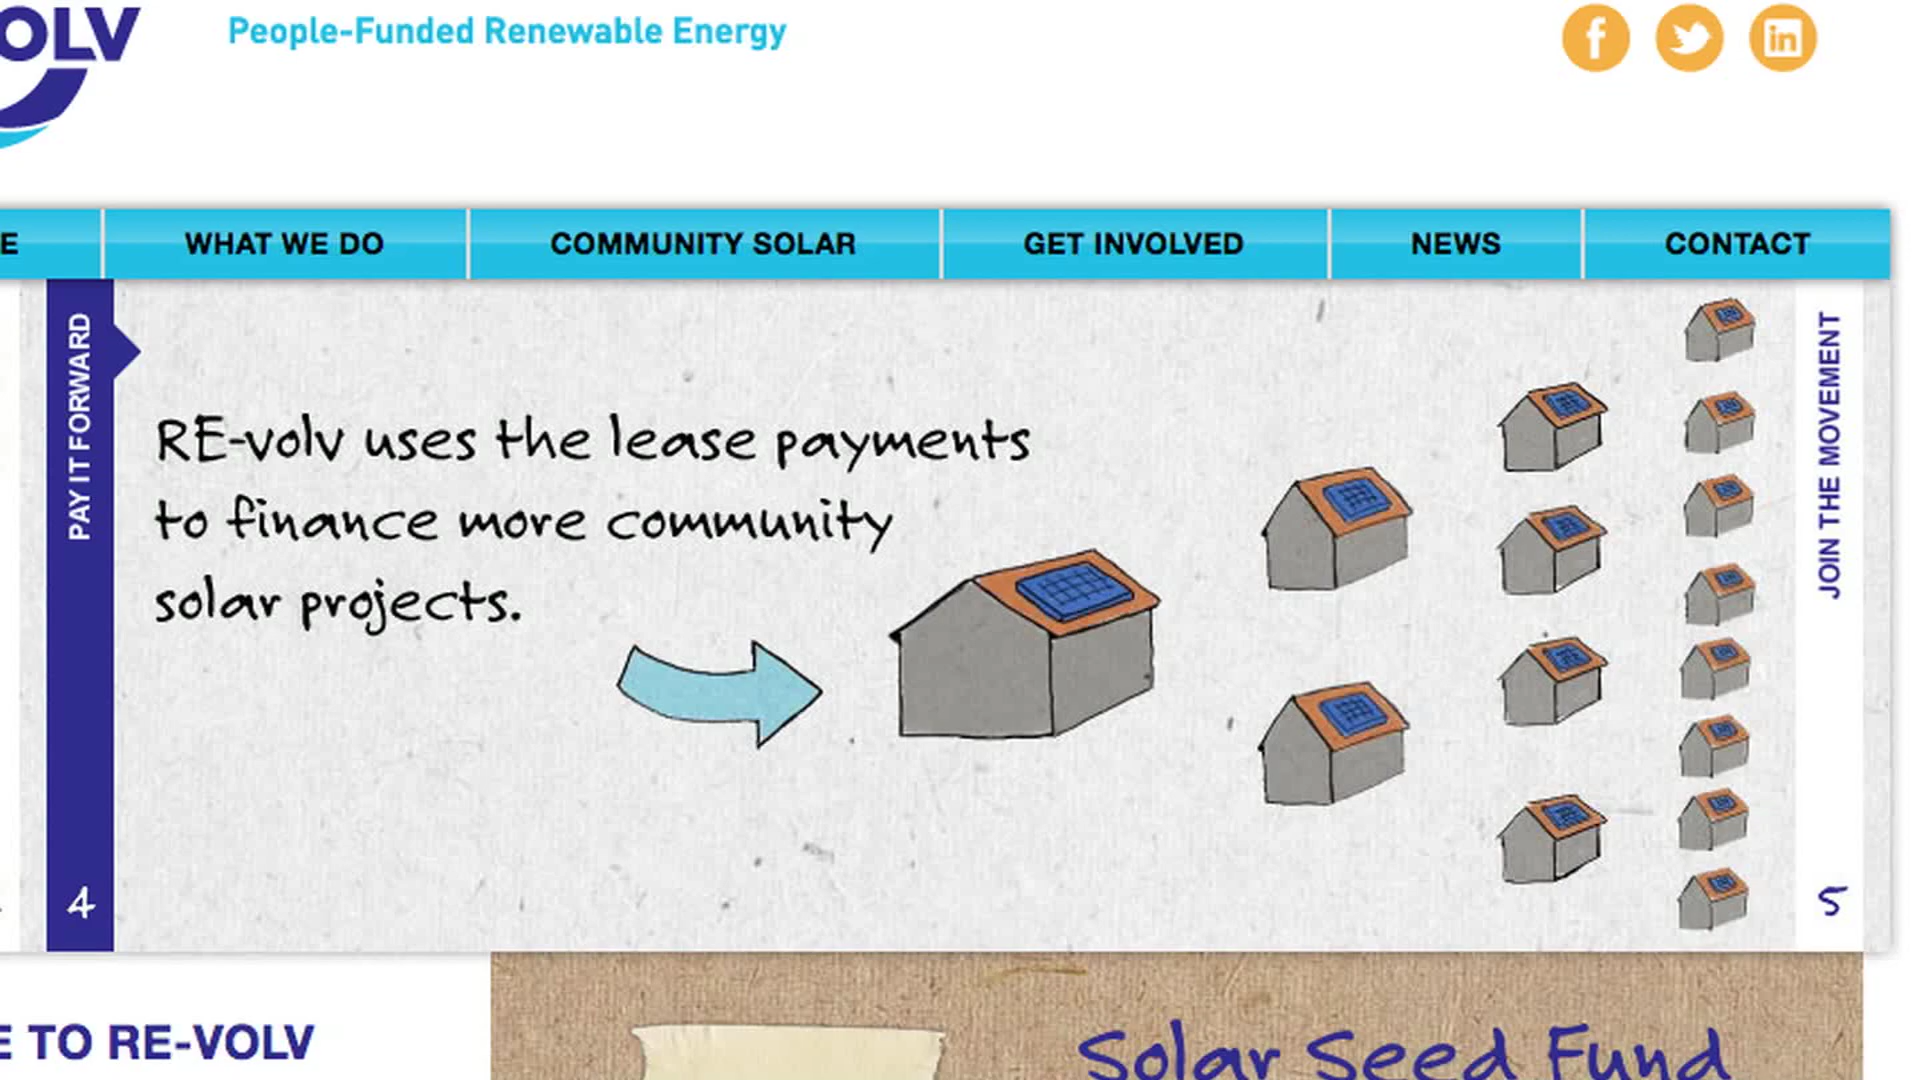 OLV
People-Funded Renewable Energy
f
in
E
WHAT WE DO
COMMUNITY SOLAR
GET INVOLVED
NEWS
CONTACT
PAY IT FORWARD
4
RE-volv uses the lease payments
to finance more community
solar projects.
JOIN THE MOVEMENT
5
E TO RE-VOLV
Solar Seed Fund